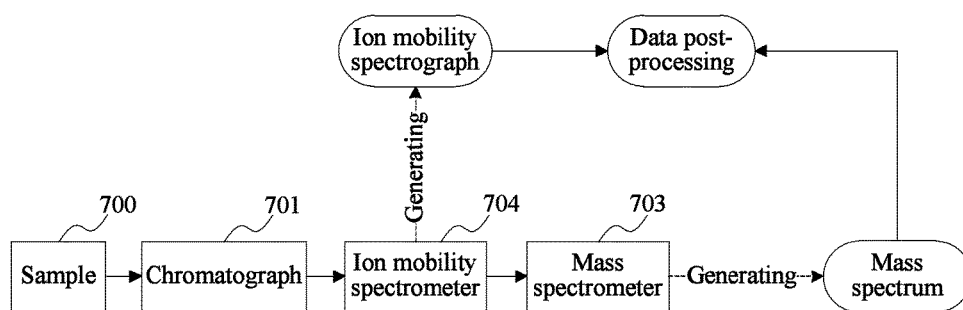 Ion mobility
spectrograph
Data post-
processing
Generating
700
701
704
703
Sample
Chromatograph
Ion mobility
spectrometer
Mass
spectrometer
Generating
Mass
spectrum